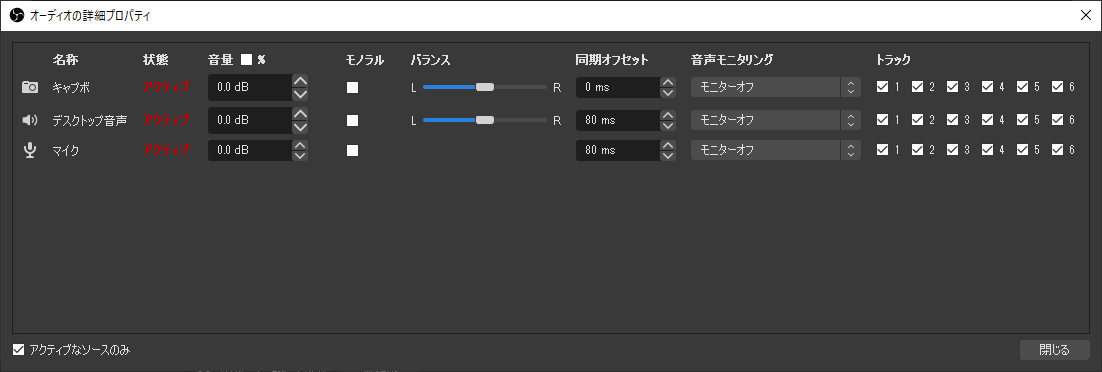 オーディオの詳細プロパティ
名称 状態 音量 % モノラル バランス 同期オフセット 音声モニタリング トラック
キャプボ アクティブ 0.0 dB L R 0 ms モニターオフ 1 2 3 4 5 6
デスクトップ音声 アクティブ 0.0 dB L R 80 ms モニターオフ 1 2 3 4 5 6
マイク アクティブ 0.0 dB 80 ms モニターオフ 1 2 3 4 5 6
アクティブなソースのみ 閉じる